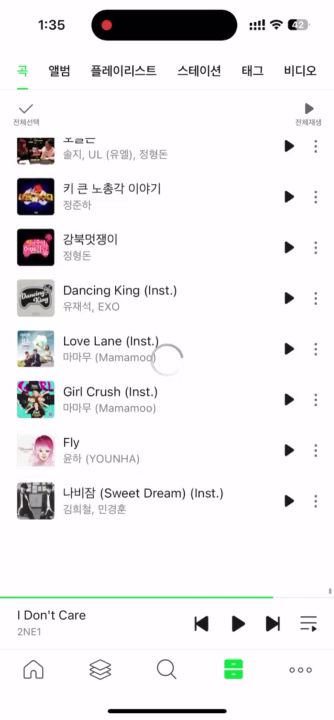 1:35
42
곡
앨범
플레이리스트
스테이션
태그
비디오
전체선택
전체재생
솔지, UL (유엘), 정형돈
키 큰 노총각 이야기
정준하
강북멋쟁이
정형돈
Dancing King (Inst.)
유재석, EXO
Love Lane (Inst.)
마마무 (Mamamoo)
Girl Crush (Inst.)
마마무 (Mamamoo)
Fly
윤하 (YOUNHA)
나비잠 (Sweet Dream) (Inst.)
김희철, 민경훈
I Don't Care
2NE1